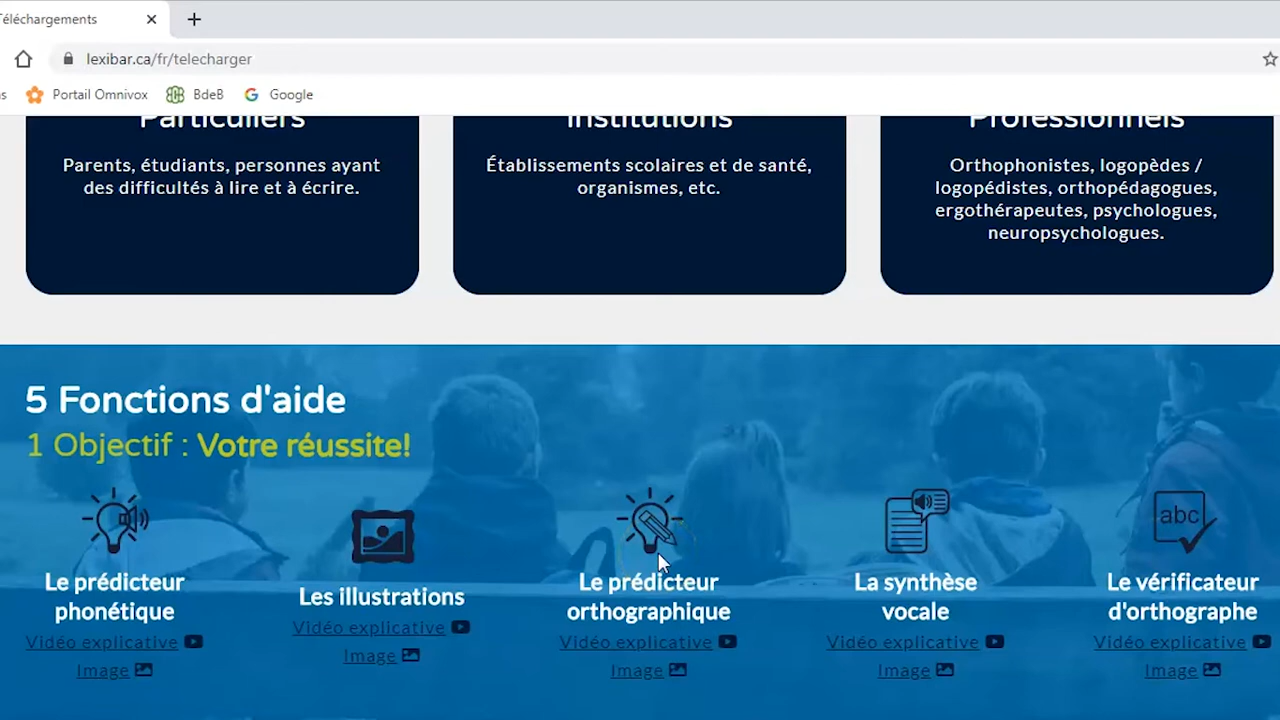 Téléchargements
lexibar.ca/fr/telecharger
Portail Omnivox BdeB Google
Particuliers
Parents, étudiants, personnes ayant
des difficultés à lire et à écrire.
Institutions
Établissements scolaires et de santé,
organismes, etc.
Professionnels
Orthophonistes, logopèdes /
logopédistes, orthopédagogues,
ergothérapeutes, psychologues,
neuropsychologues.
5 Fonctions d'aide
1 Objectif : Votre réussite!
Le prédicteur
phonétique
Vidéo explicative
Image
Les illustrations
Vidéo explicative
Image
Le prédicteur
orthographique
Vidéo explicative
Image
La synthèse
vocale
Vidéo explicative
Image
abc
Le vérificateur
d'orthographe
Vidéo explicative
Image